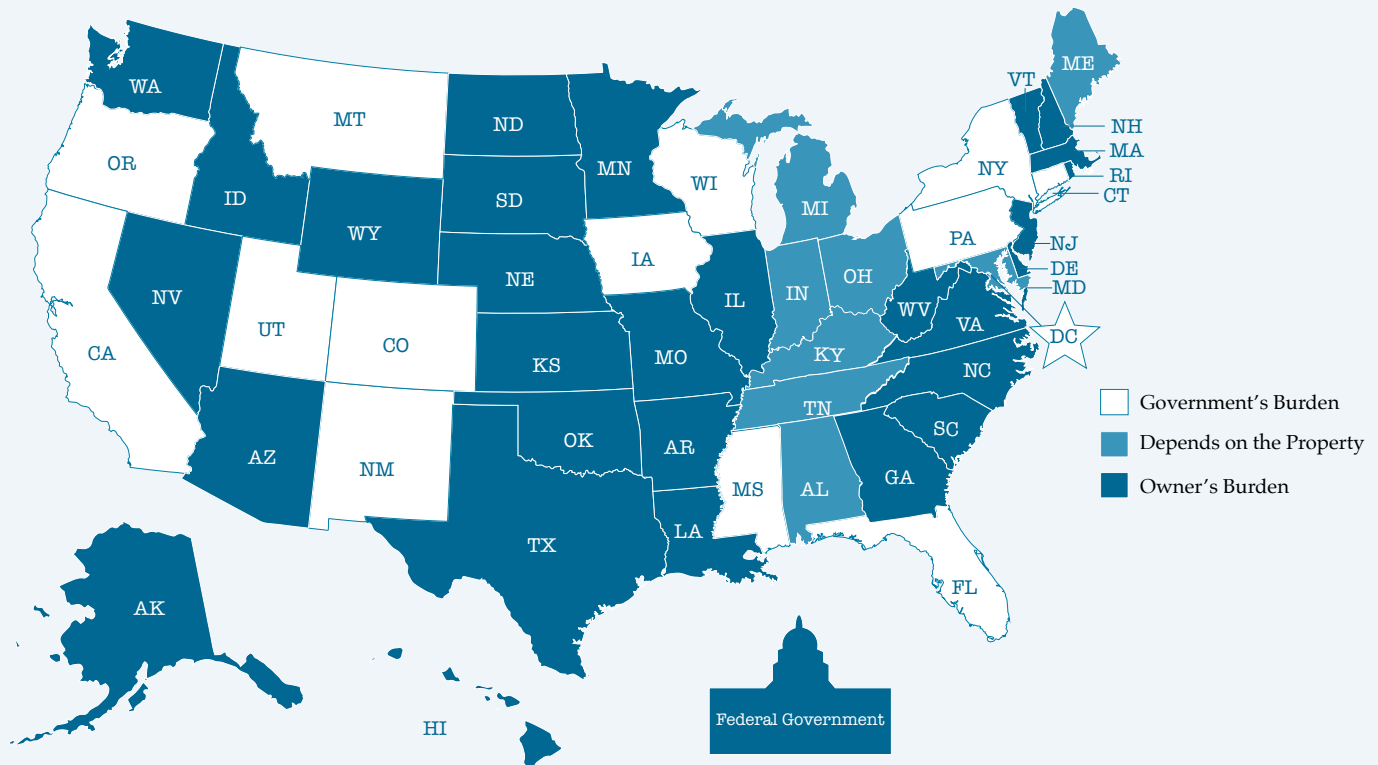 WA
MT
ND
MN
OR
ID
SD
WI
MI
WY
IA
NE
NV
UT
CO
CA
KS
MO
IL
IN
OH
KY
WV
VA
PA
NY
VT
ME
NH
MA
RI
CT
NJ
DE
MD
DC
NC
TN
SC
AZ
NM
OK
AR
MS
AL
GA
TX
LA
FL
AK
HI
Government's Burden
Depends on the Property
Owner's Burden
Federal Government